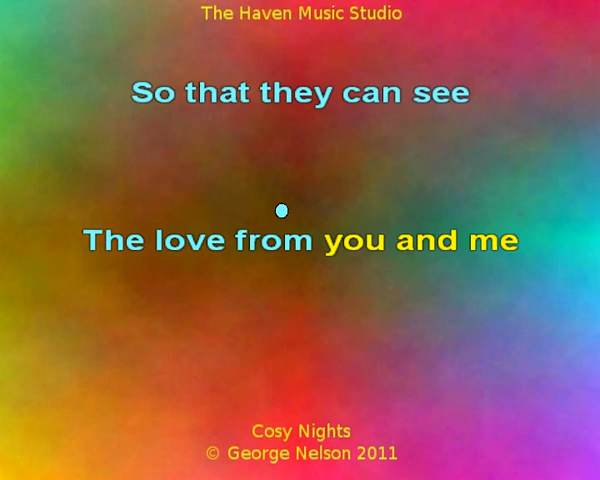 The Haven Music Studio
So that they can see
The love from you and me
Cosy Nights
© George Nelson 2011